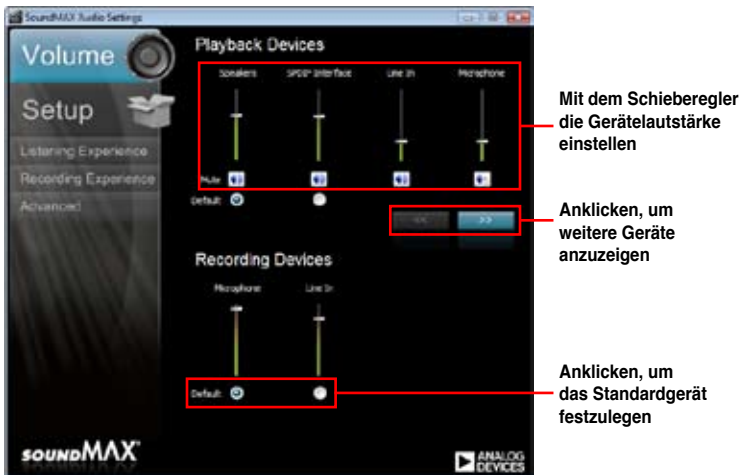 SoundMAX Audio Settings
Volume
Setup
Listening Experience
Recording Experience
Advanced
Playback Devices
Speakers SPDIF Interface Line In Microphone
Mute
Default
<< >>
Recording Devices
Microphone Line In
Default
SOUNDMAX®
ANALOG
DEVICES
Mit dem Schieberegler
die Gerätelautstärke
einstellen
Anklicken, um
weitere Geräte
anzuzeigen
Anklicken, um
das Standardgerät
festzulegen